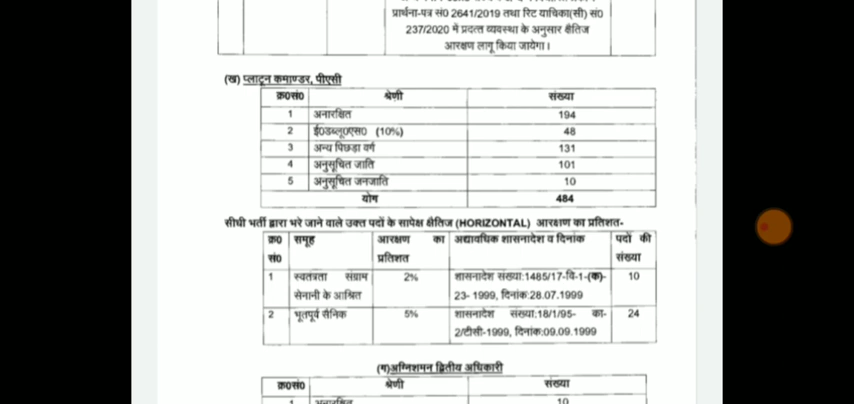 प्रार्थना-पत्र सं0 2641/2019 तथा रिट याचिका(सी) सं0
237/2020 में प्रदत्त व्यवस्था के अनुसार क्षैतिज
आरक्षण लागू किया जायेगा।
(ख) प्लाटून कमाण्डर, पीएसी
क्र0सं0 श्रेणी संख्या
1 अनारक्षित 194
2 ई0डब्लू0एस0 (10%) 48
3 अन्य पिछड़ा वर्ग 131
4 अनुसूचित जाति 101
5 अनुसूचित जनजाति 10
योग 484
सीधी भर्ती द्वारा भरे जाने वाले उक्त पदों के सापेक्ष क्षैतिज (HORIZONTAL) आरक्षण का प्रतिशत-
क्र0 समूह आरक्षण का अद्यावधिक शासनादेश व दिनांक पदों की
सं0 प्रतिशत संख्या
1 स्वतंत्रता संग्राम 2% शासनादेश संख्या:1485/17-वि-1-(क)- 10
सेनानी के आश्रित 23- 1999, दिनांक:28.07.1999
2 भूतपूर्व सैनिक 5% शासनादेश संख्या:18/1/95- का- 24
2/टीसी-1999, दिनांक:09.09.1999
(ग)अग्निशमन द्वितीय अधिकारी
क्र0सं0 श्रेणी संख्या
1 अनारक्षित 10